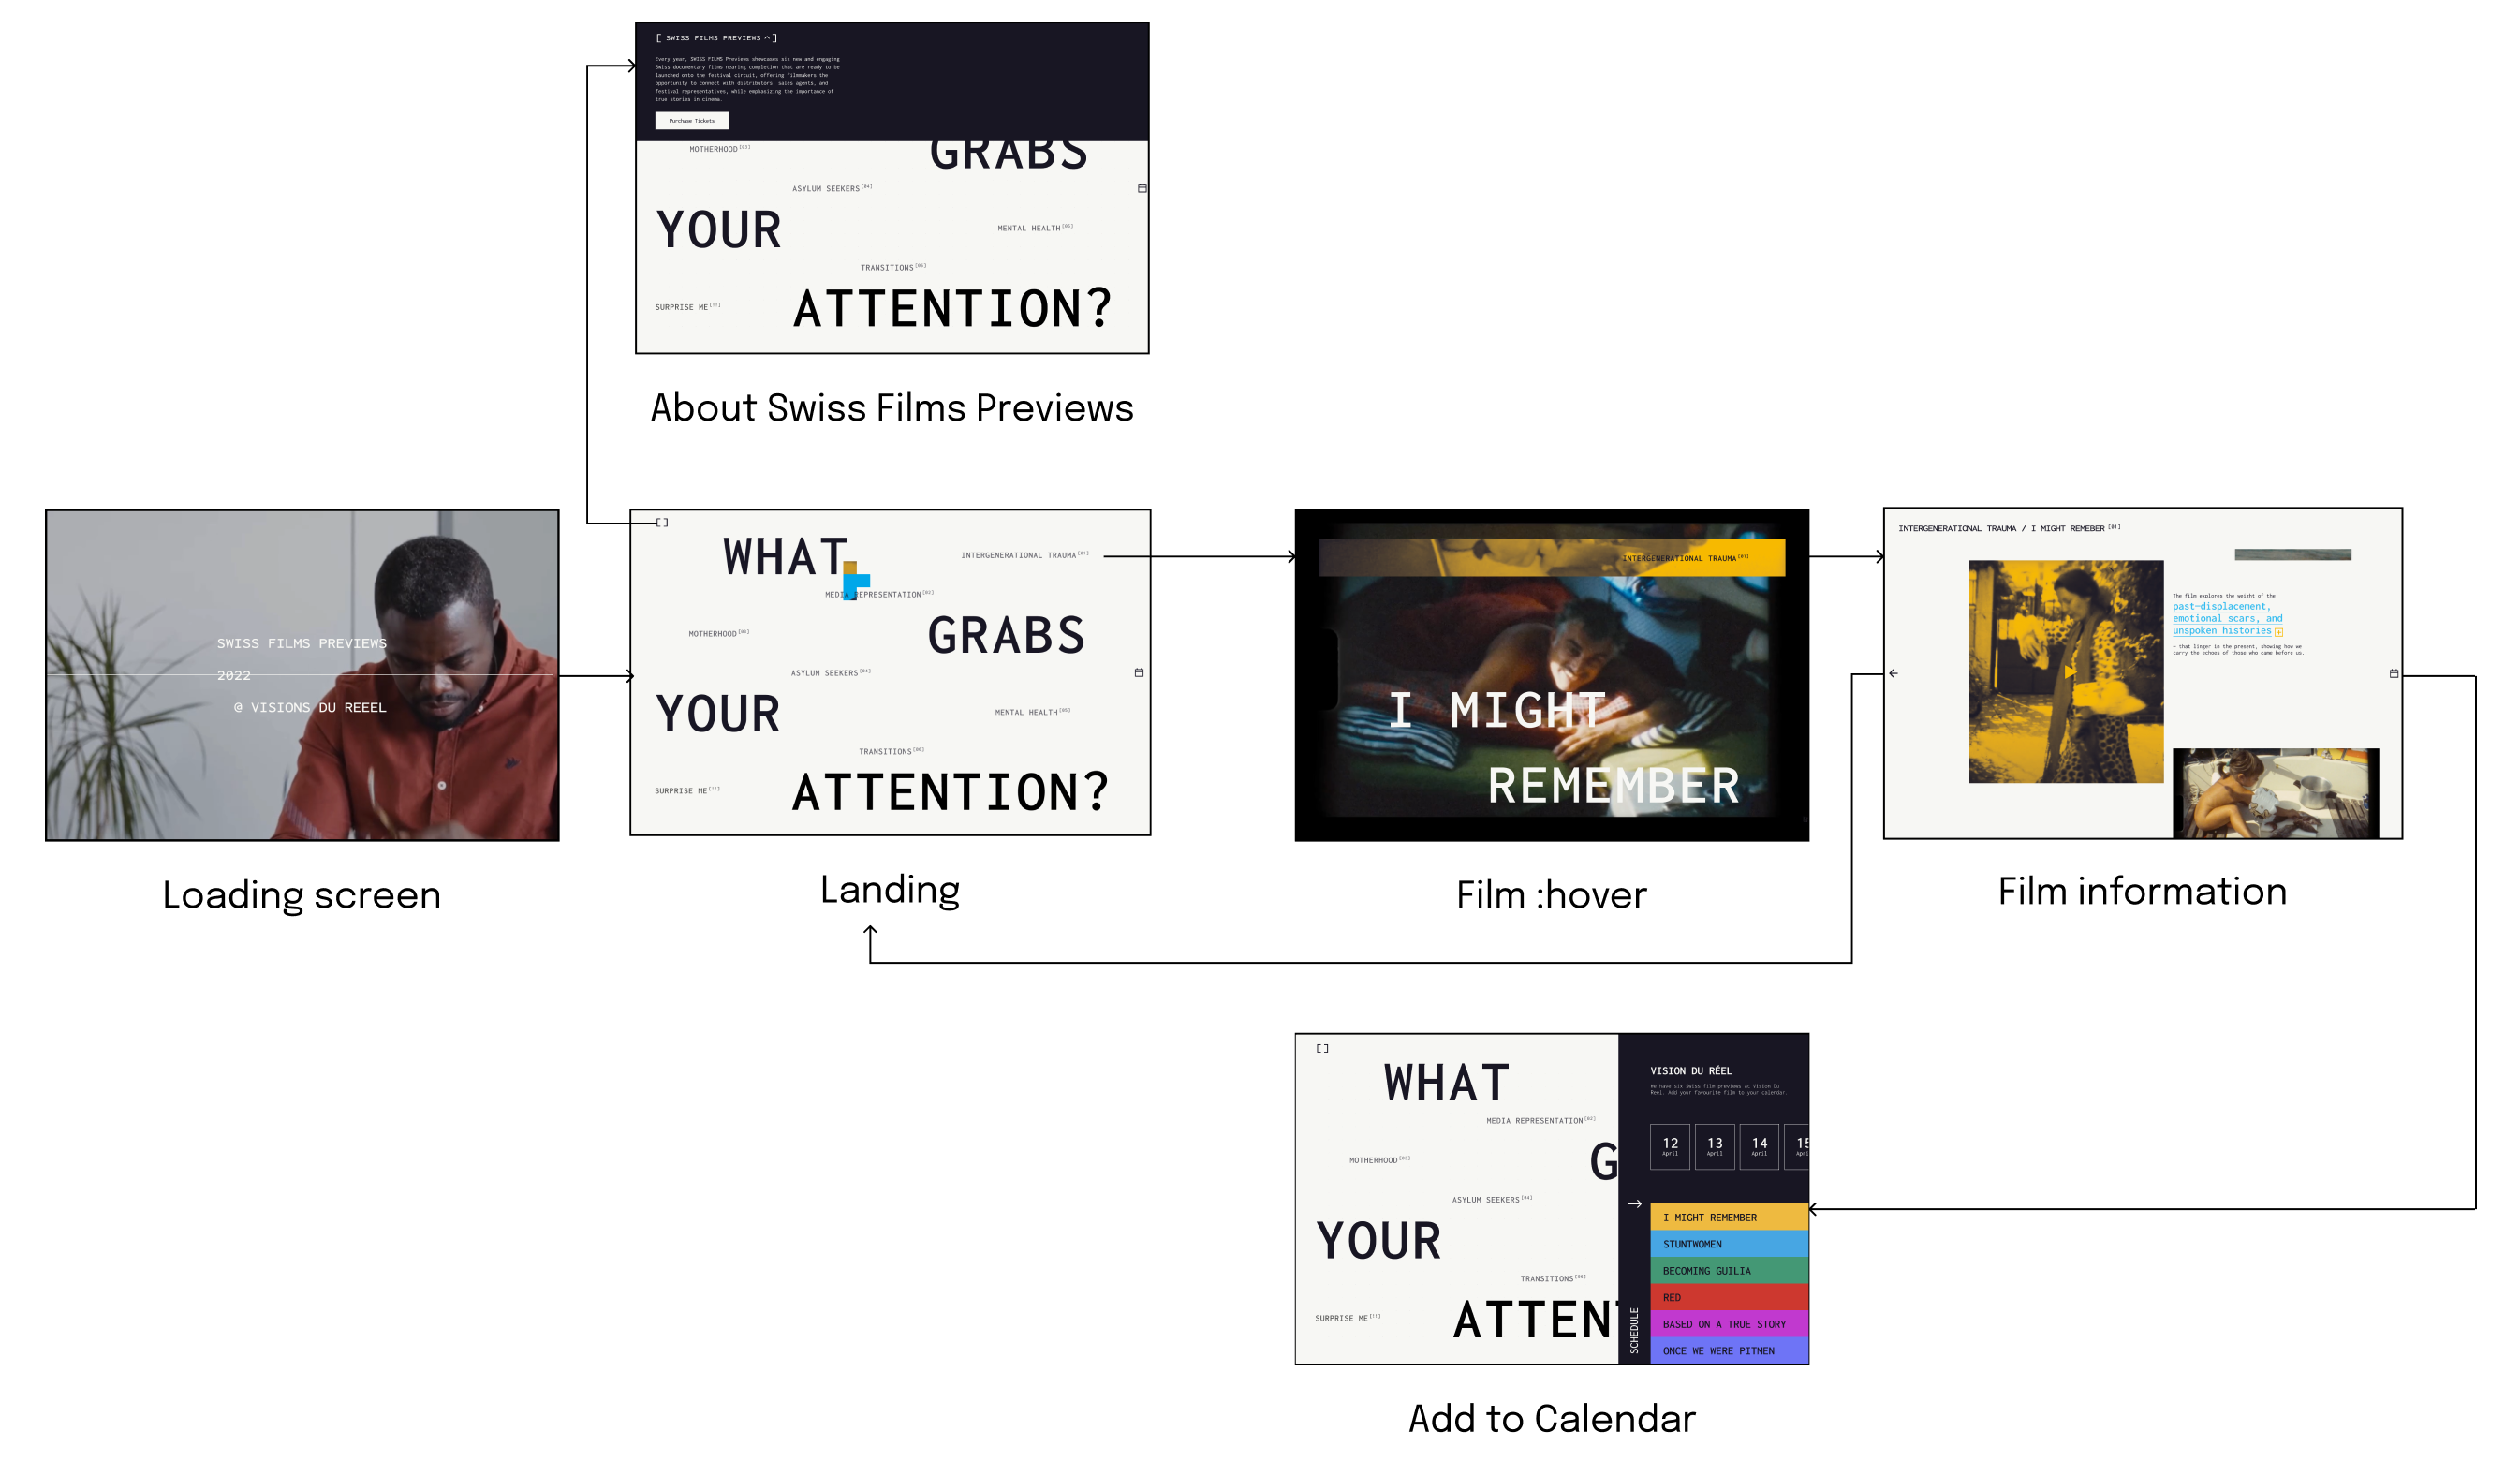 [ SWISS FILMS PREVIEWS ^ ]
Every year, SWISS FILMS Previews showcases six new and engaging
Swiss documentary films nearing completion that are ready to be
launched onto the festival circuit, offering filmmakers the
opportunity to connect with distributors, sales agents, and
festival representatives, while emphasizing the importance of
true stories in cinema.
Purchase Tickets
GRABS
MOTHERHOOD[03]
ASYLUM SEEKERS[04]
YOUR
MENTAL HEALTH[05]
TRANSITIONS[06]
SURPRISE ME[??]
ATTENTION?
About Swiss Films Previews
SWISS FILMS PREVIEWS
2022
@ VISIONS DU REEEL
Loading screen
[]
WHAT
INTERGENERATIONAL TRAUMA[01]
MEDIA REPRESENTATION[02]
MOTHERHOOD[03]
GRABS
ASYLUM SEEKERS[04]
YOUR
MENTAL HEALTH[05]
TRANSITIONS[06]
SURPRISE ME[??]
ATTENTION?
Landing
INTERGENERATIONAL TRAUMA[01]
I MIGHT
REMEMBER
Film :hover
INTERGENERATIONAL TRAUMA / I MIGHT REMEBER [01]
The film explores the weight of the
past-displacement,
emotional scars, and
unspoken histories
— that linger in the present, showing how we
carry the echoes of those who came before us.
Film information
[]
WHAT
MEDIA REPRESENTATION[02]
MOTHERHOOD[03]
G
ASYLUM SEEKERS[04]
YOUR
TRANSITIONS[06]
SURPRISE ME[??]
ATTENT
VISION DU RÉEL
We have six Swiss film previews at Vision Du
Reel. Add your favourite film to your calendar.
12 13 14 15
April April April Apri
I MIGHT REMEMBER
STUNTWOMEN
BECOMING GUILIA
RED
BASED ON A TRUE STORY
ONCE WE WERE PITMEN
SCHEDULE
Add to Calendar